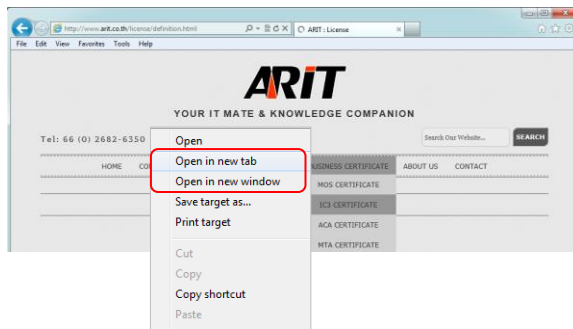 http://www.arit.co.th/license/definition.html
ARIT : License
File Edit View Favorites Tools Help
ARiT
YOUR IT MATE & KNOWLEDGE COMPANION
Tel: 66 (0) 2682-6350
Search Our Website...
SEARCH
HOME CO
BUSINESS CERTIFICATE ABOUT US CONTACT
MOS CERTIFICATE
IC3 CERTIFICATE
ACA CERTIFICATE
MTA CERTIFICATE
Open
Open in new tab
Open in new window
Save target as...
Print target
Cut
Copy
Copy shortcut
Paste